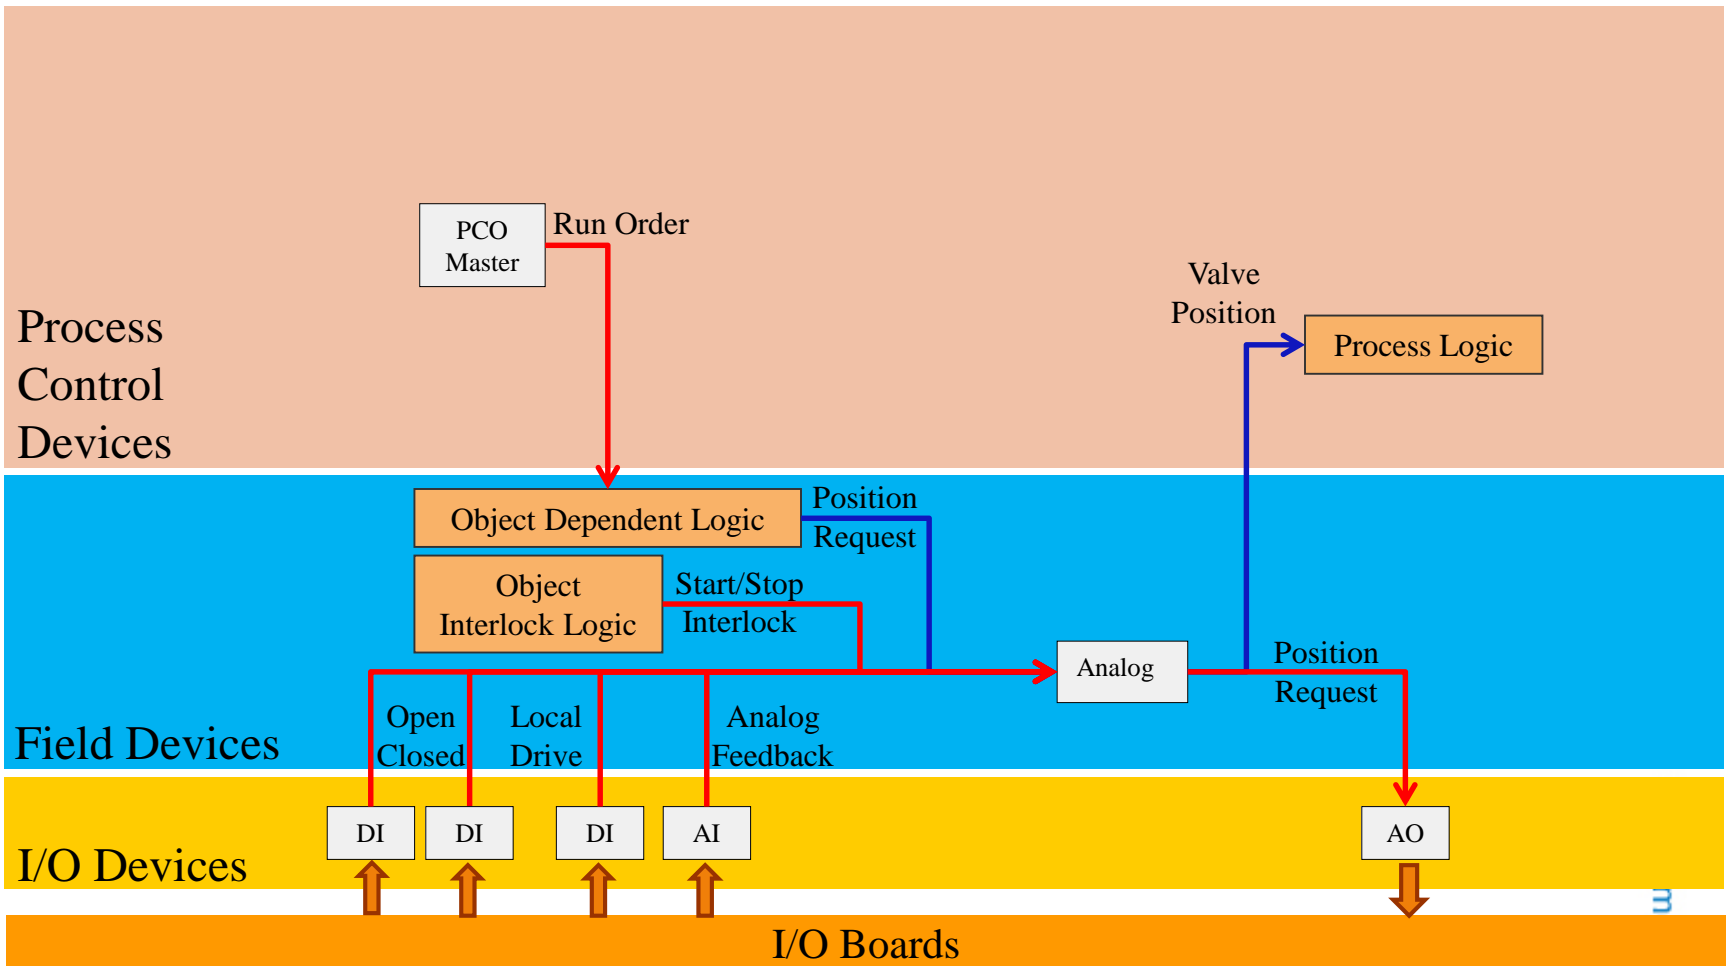 PCO
Master
Run Order
Valve
Position
Process Logic
Process
Control
Devices
Object Dependent Logic
Position
Request
Object
Interlock Logic
Start/Stop
Interlock
Analog
Position
Request
Open
Closed
Local
Drive
Analog
Feedback
Field Devices
DI
DI
DI
AI
AO
I/O Devices
I/O Boards